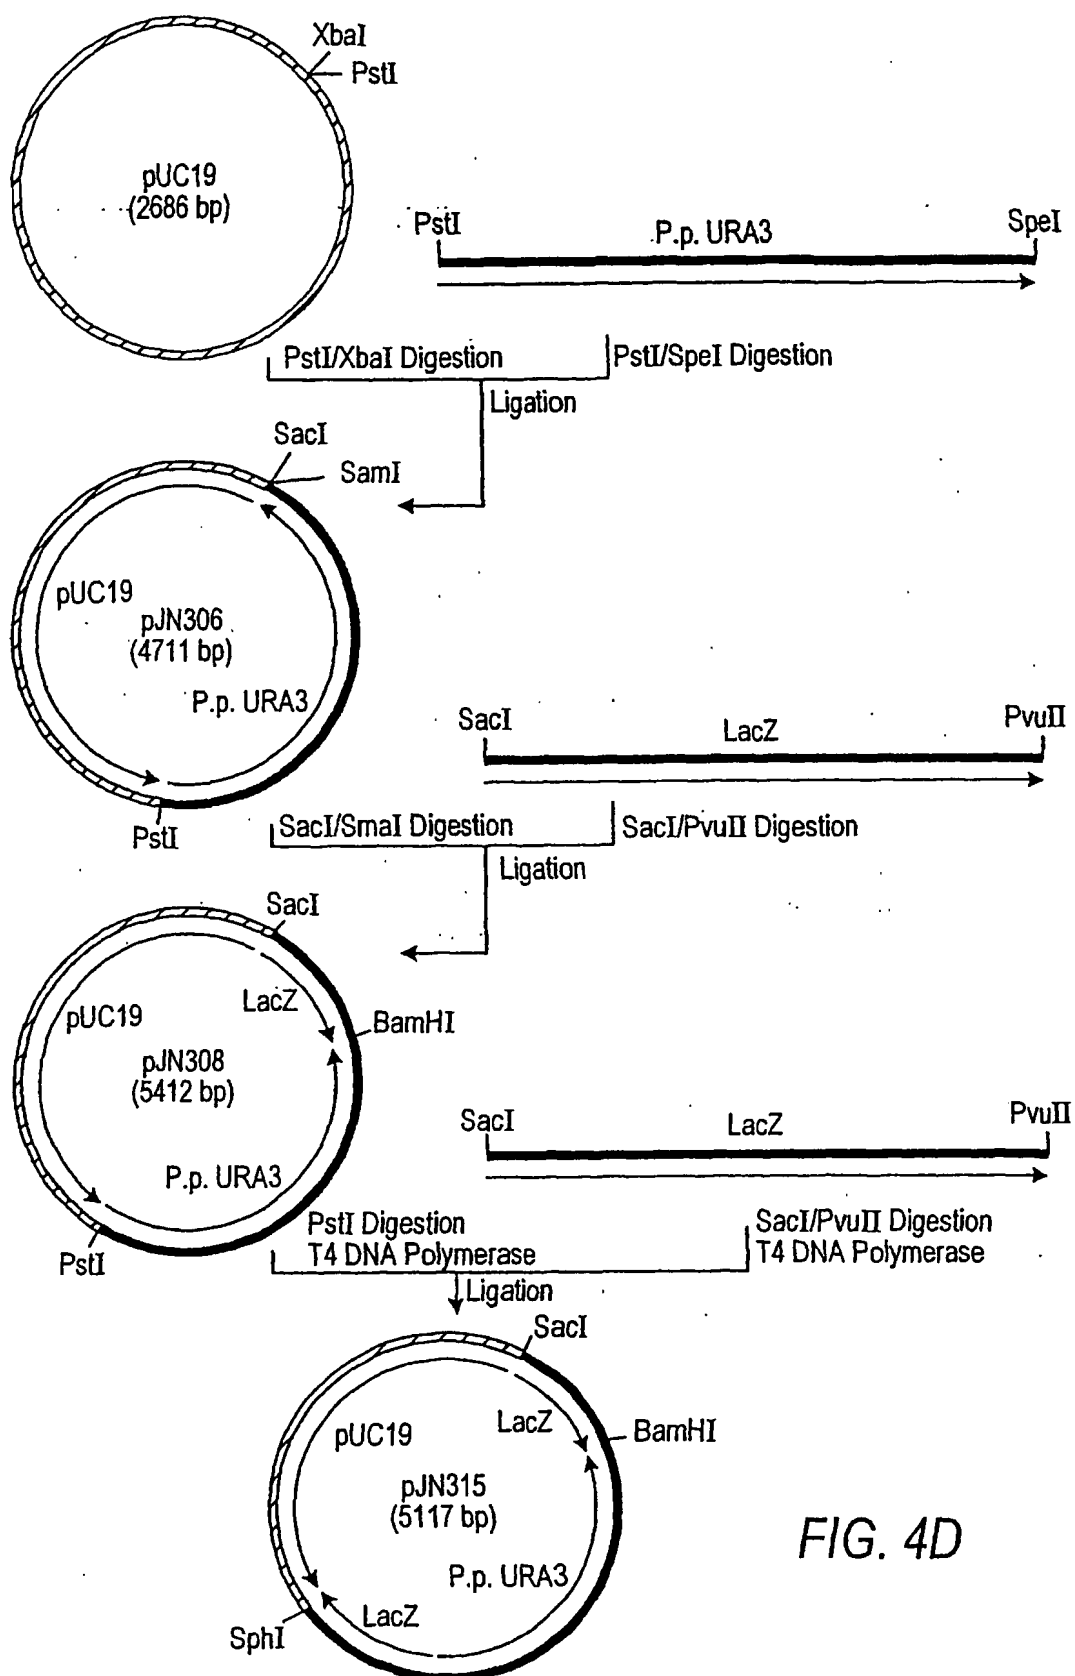 XbaI
PstI
pUC19
(2686 bp)
PstI
P.p. URA3
SpeI
PstI/XbaI Digestion
PstI/SpeI Digestion
Ligation
SacI
SamI
pUC19
pJN306
(4711 bp)
P.p. URA3
SacI
LacZ
PvuII
PstI
SacI/SmaI Digestion
SacI/PvuII Digestion
Ligation
SacI
LacZ
pUC19
BamHI
pJN308
(5412 bp)
SacI
LacZ
PvuII
P.p. URA3
PstI
PstI Digestion
T4 DNA Polymerase
SacI/PvuII Digestion
T4 DNA Polymerase
Ligation
SacI
LacZ
pUC19
BamHI
pJN315
(5117 bp)
P.p. URA3
LacZ
SphI
FIG. 4D